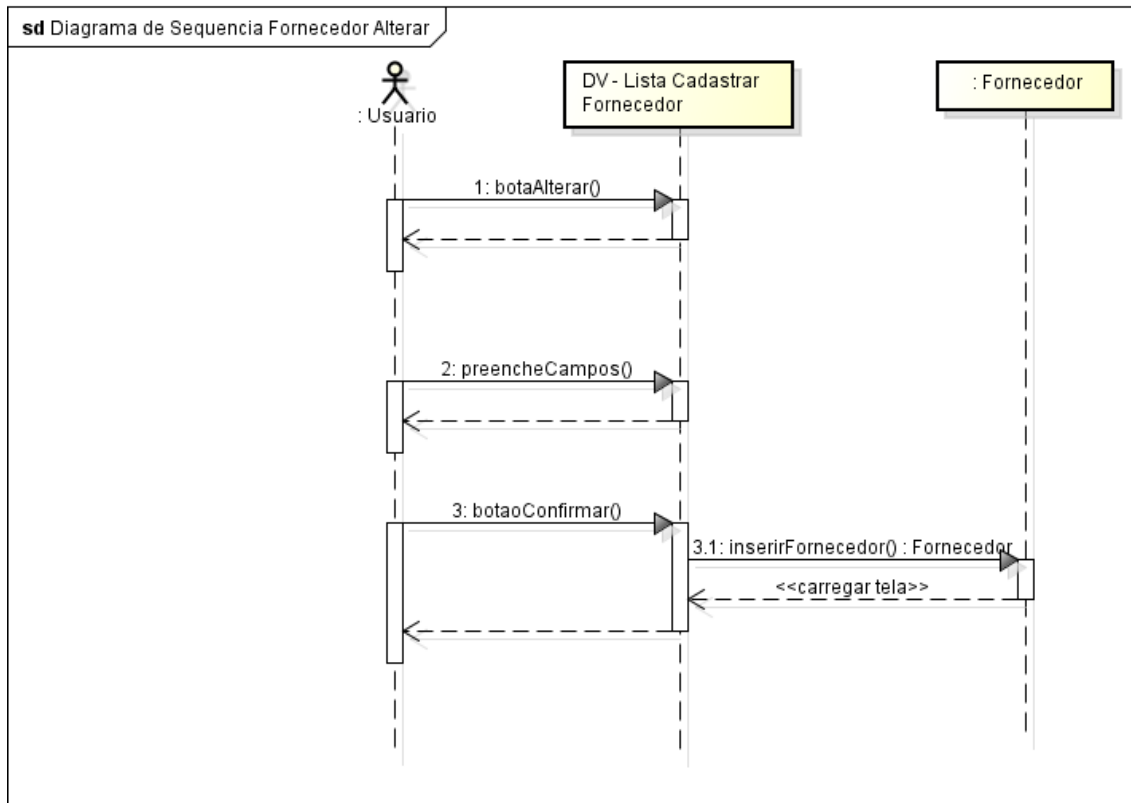 sd Diagrama de Sequencia Fornecedor Alterar
: Usuario
DV - Lista Cadastrar
Fornecedor
: Fornecedor
1: botaAlterar()
2: preencheCampos()
3: botaoConfirmar()
3.1: inserirFornecedor() : Fornecedor
<<carregar tela>>